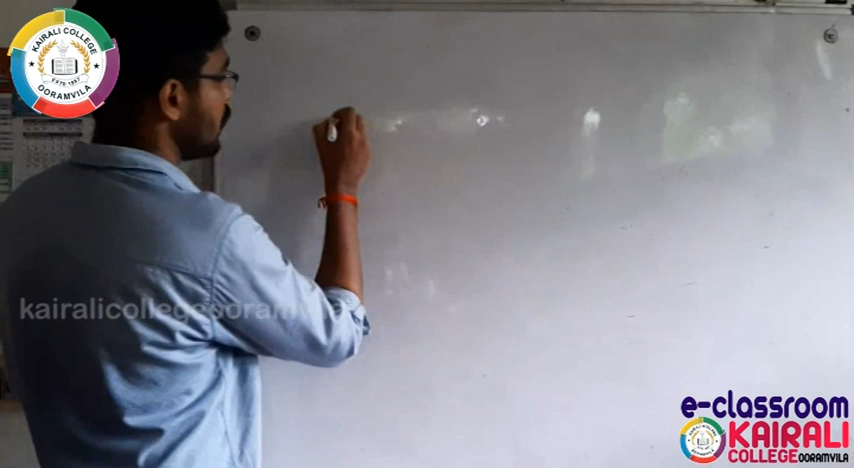 KAIRALI COLLEGE
ESTD 1987
OORAMVILA
kairalicollegeooramvila
e-classroom
KAIRALI
COLLEGE OORAMVILA